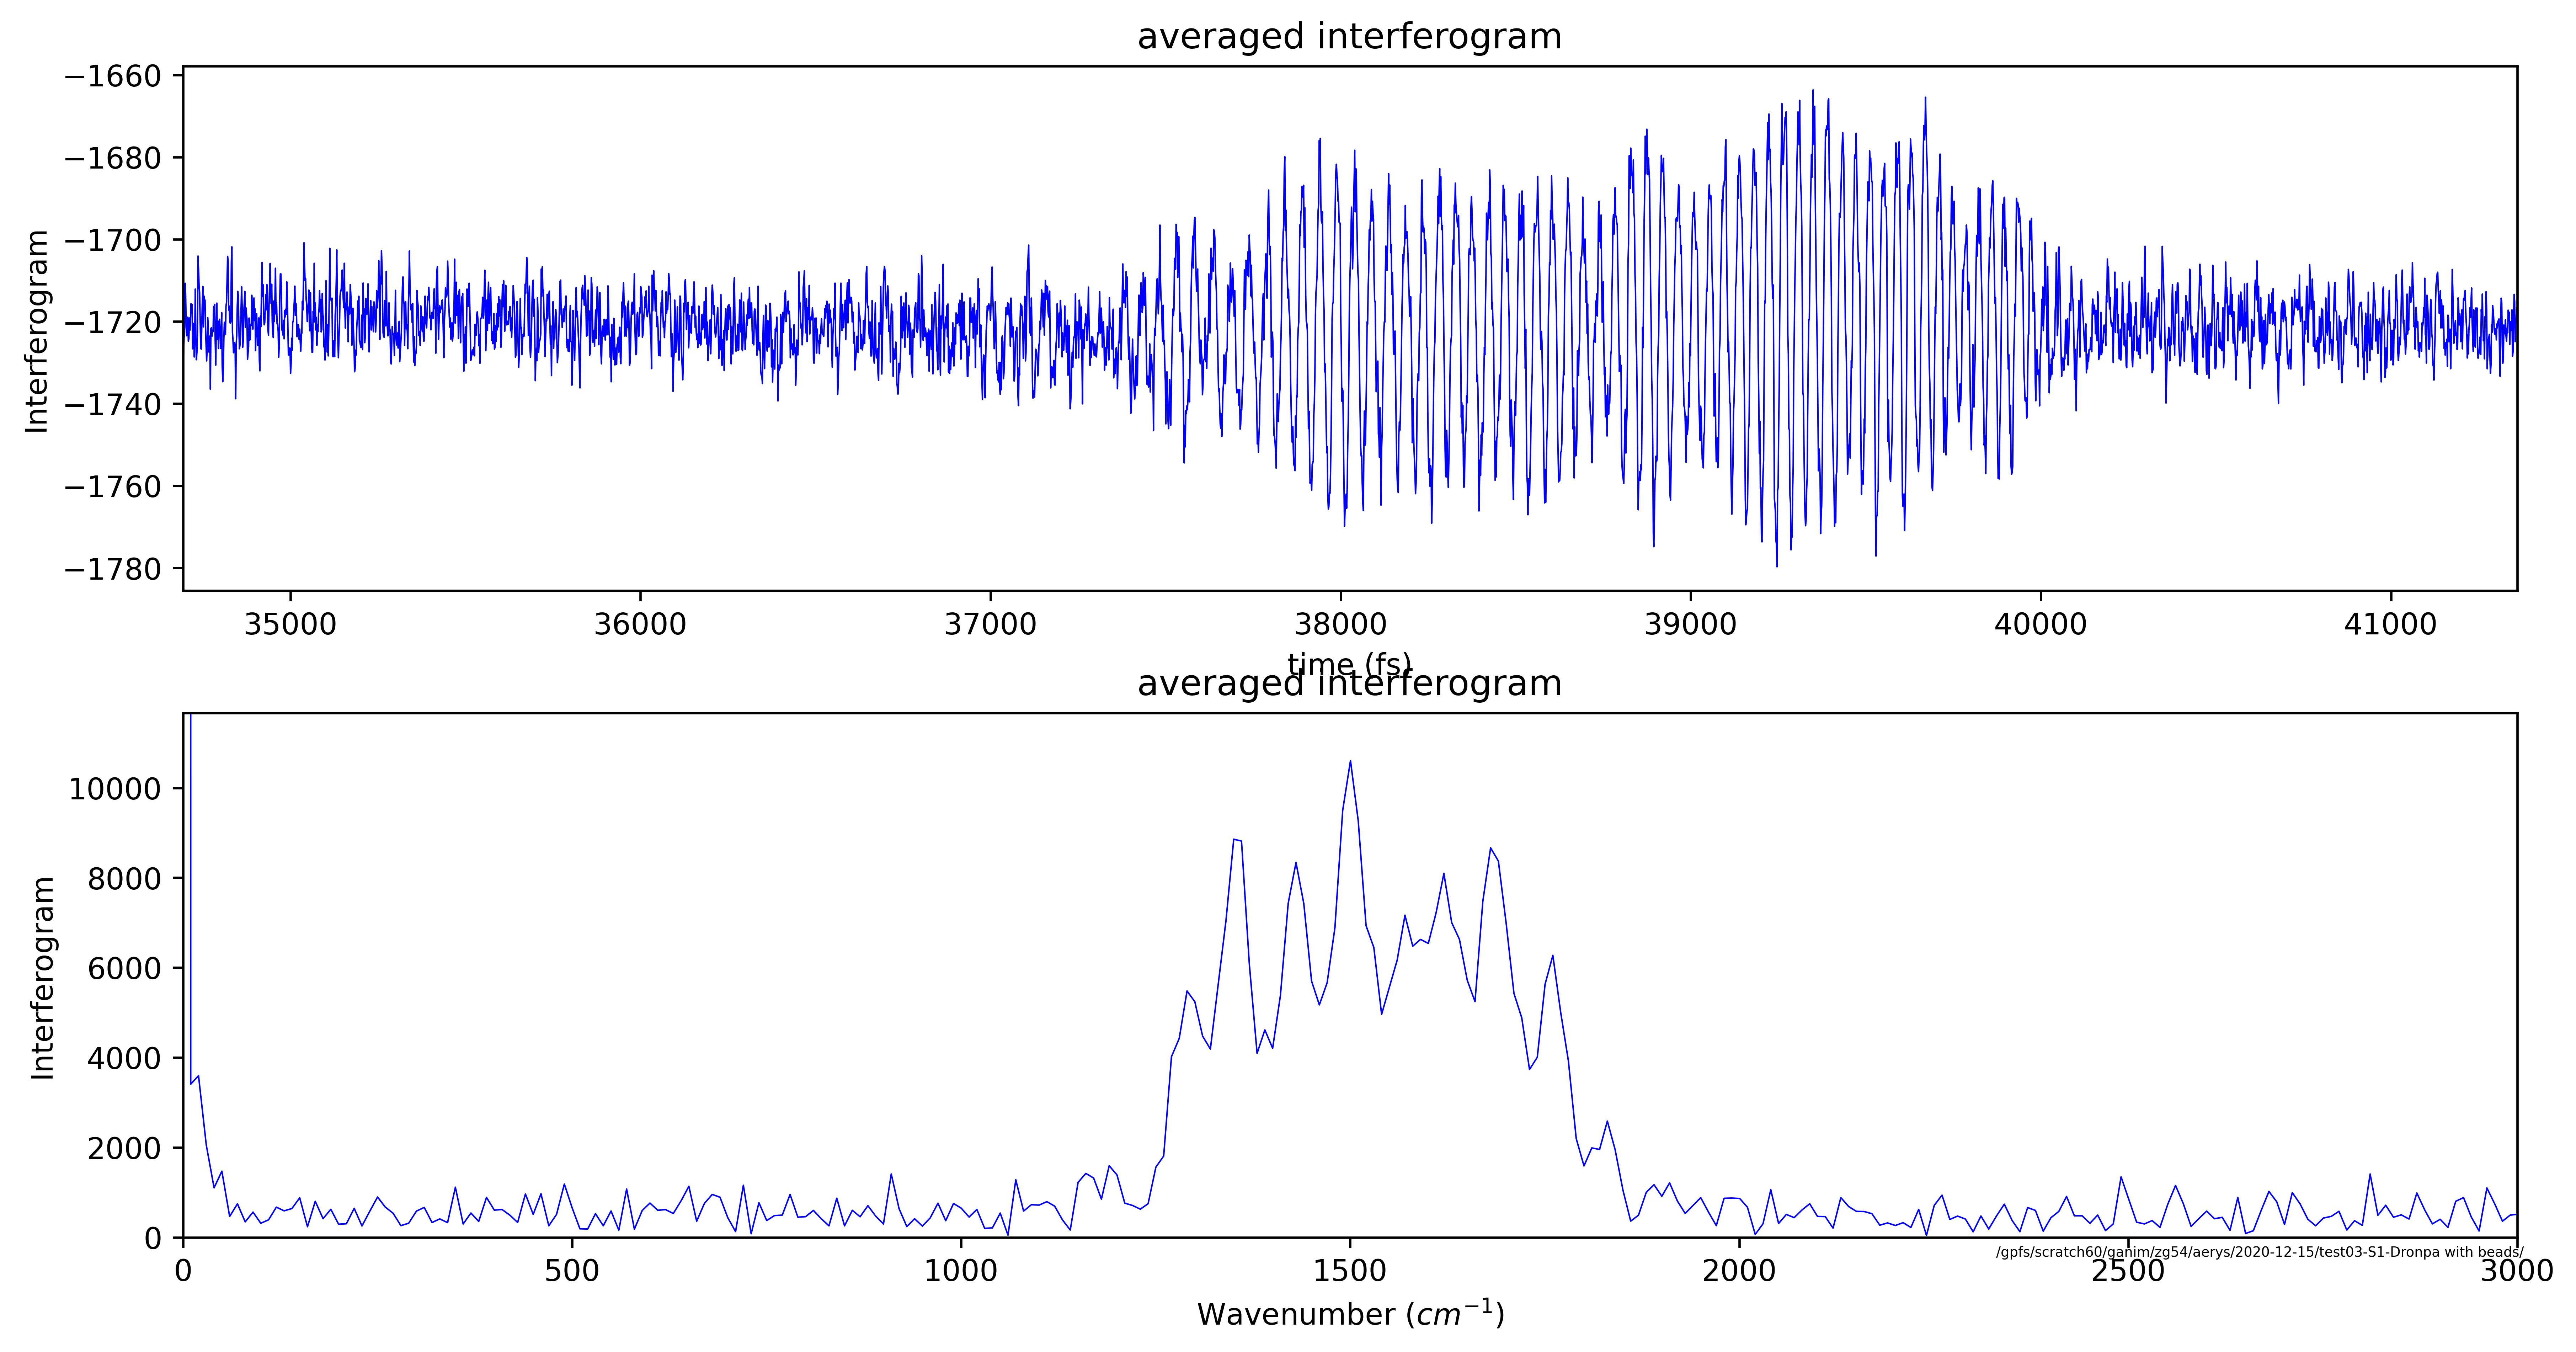 averaged interferogram
−1660
−1680
−1700
−1720
−1740
−1760
−1780
Interferogram
35000 36000 37000 38000 39000 40000 41000
time (fs)
averaged interferogram
10000
8000
6000
4000
2000
0
Interferogram
/gpfs/scratch60/ganim/zg54/aerys/2020-12-15/test03-S1-Dronpa with beads/
0 500 1000 1500 2000 2500 3000
Wavenumber (cm⁻¹)